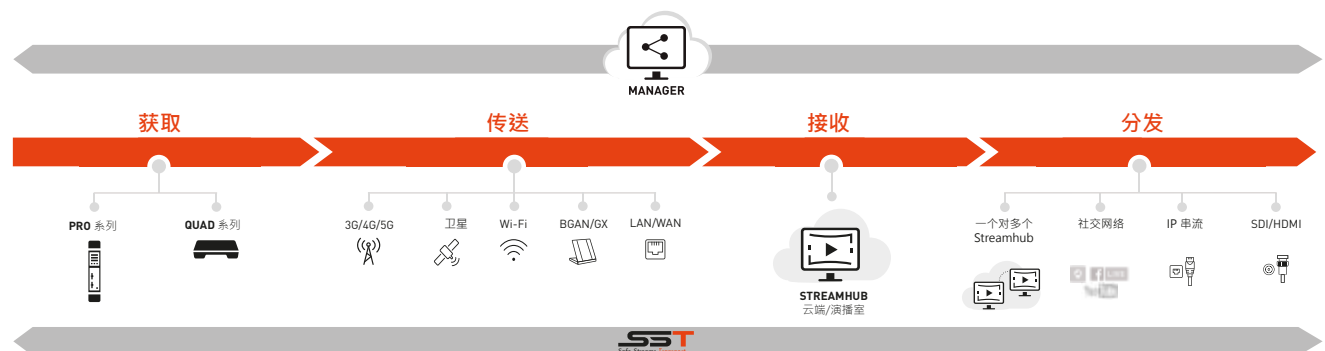 MANAGER
获取
传送
接收
分发
PRO 系列
QUAD 系列
3G/4G/5G
卫星
Wi-Fi
BGAN/GX
LAN/WAN
STREAMHUB
云端/演播室
一个对多个
Streamhub
社交网络
IP 串流
SDI/HDMI
SST